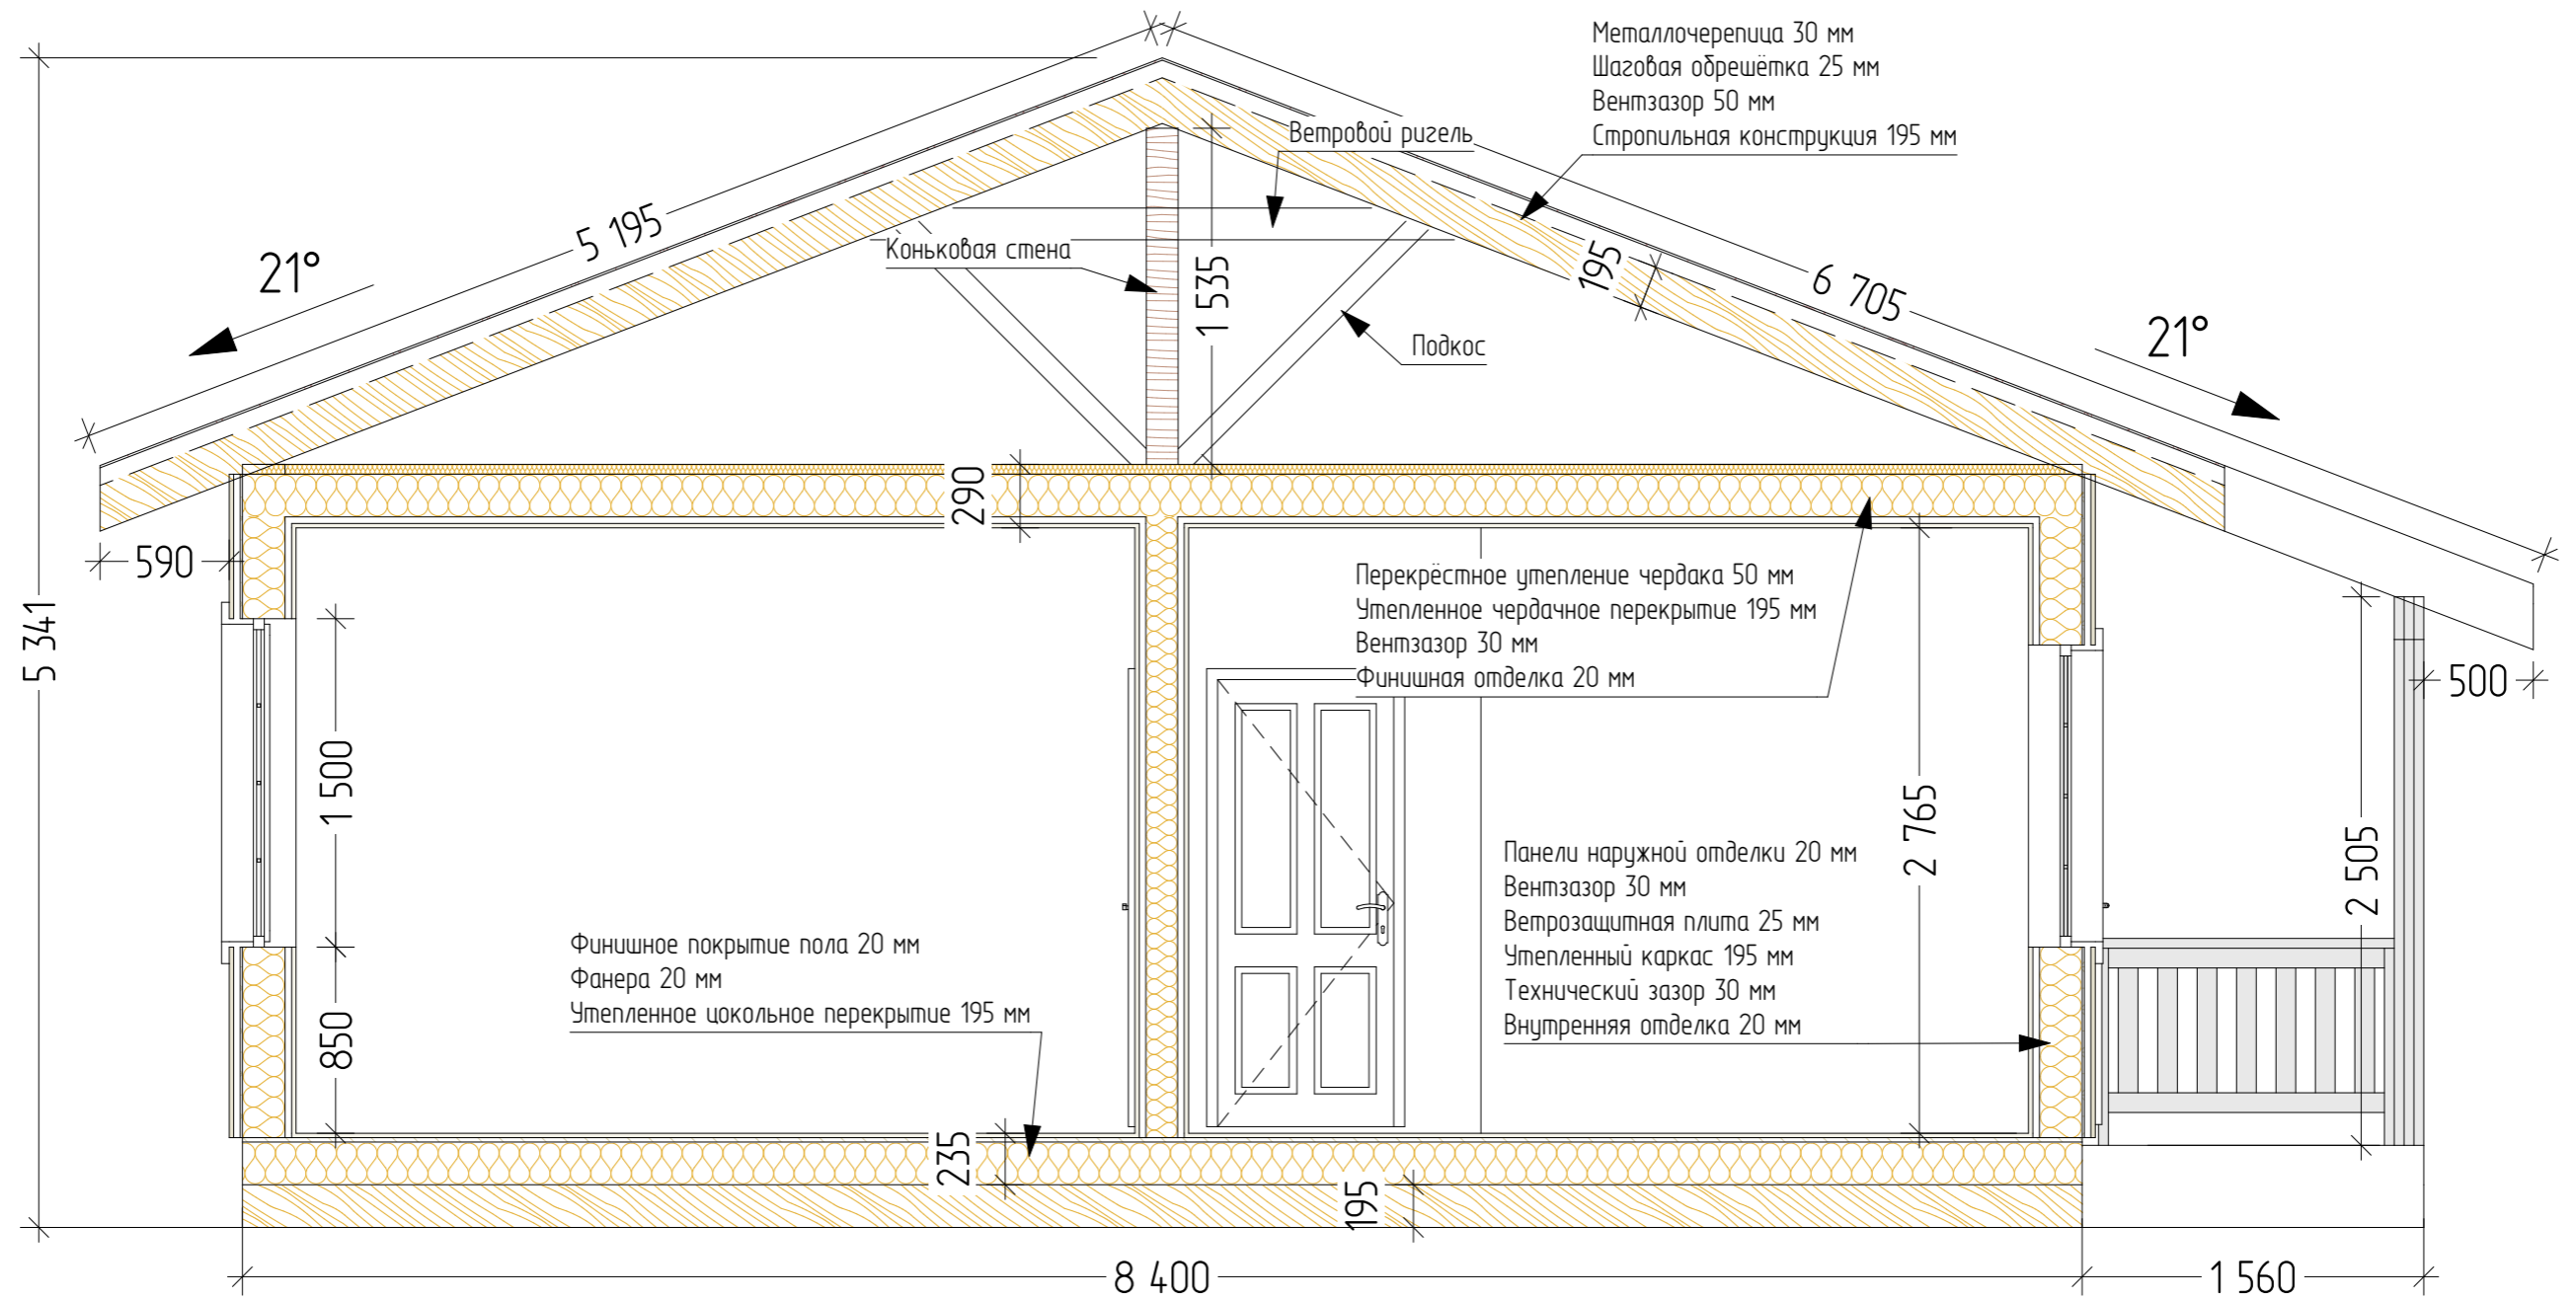 Металлочерепица 30 мм
Шаговая обрешётка 25 мм
Вентзазор 50 мм
Стропильная конструкция 195 мм
Ветровой ригель
5 195
21°
Коньковая стена
1 535
195
6 705
21°
Подкос
290
590
5 341
Перекрёстное утепление чердака 50 мм
Утепленное чердачное перекрытие 195 мм
Вентзазор 30 мм
Финишная отделка 20 мм
500
1 500
2 765
2 505
Панели наружной отделки 20 мм
Вентзазор 30 мм
Ветрозащитная плита 25 мм
Утепленный каркас 195 мм
Технический зазор 30 мм
Внутренняя отделка 20 мм
Финишное покрытие пола 20 мм
Фанера 20 мм
Утепленное цокольное перекрытие 195 мм
850
235
195
8 400
1 560